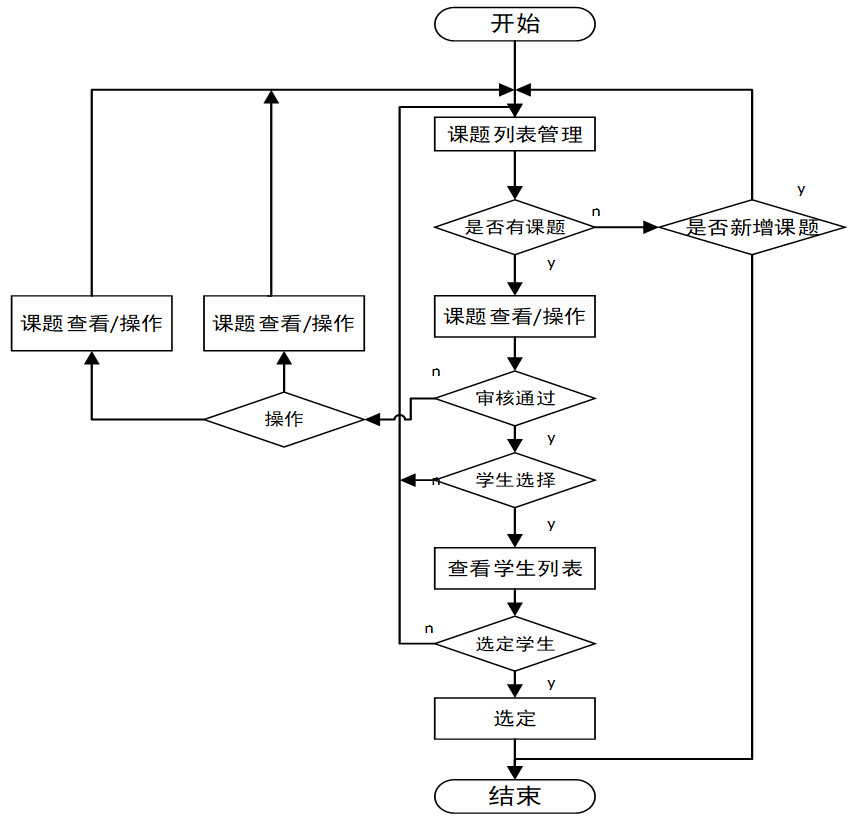 开始
课题列表管理
y
n
是否有课题
是否新增课题
y
课题查看/操作
课题查看/操作
课题查看/操作
n
审核通过
操作
y
学生选择
n
y
查看学生列表
n
选定学生
y
选定
结束